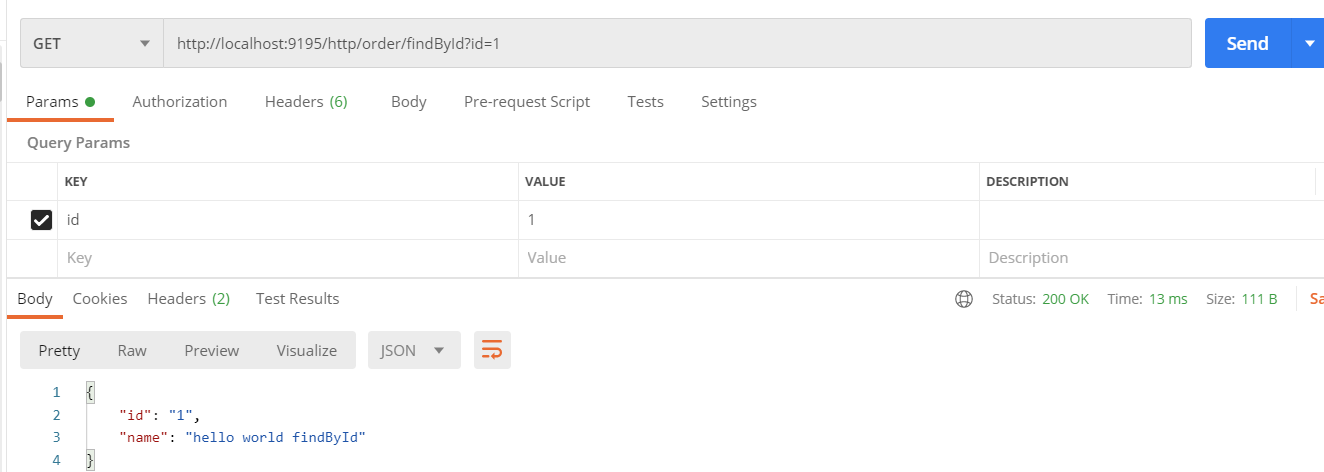 GET http://localhost:9195/http/order/findById?id=1 Send
Params Authorization Headers (6) Body Pre-request Script Tests Settings
Query Params
KEY VALUE DESCRIPTION
id 1
Key Value Description
Body Cookies Headers (2) Test Results Status: 200 OK Time: 13 ms Size: 111 B Sa
Pretty Raw Preview Visualize JSON
1 {
2 "id": "1",
3 "name": "hello world findById"
4 }